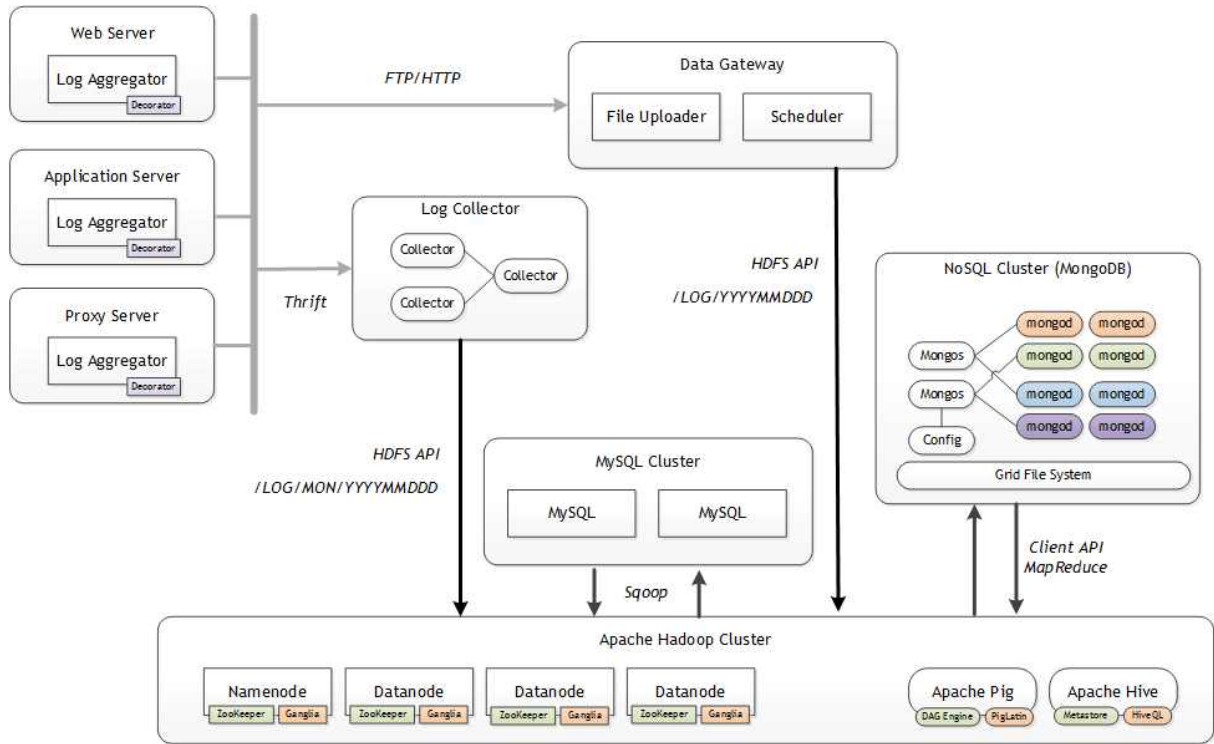 Web Server
Log Aggregator
Decorator
Application Server
Log Aggregator
Decorator
Proxy Server
Log Aggregator
Decorator
FTP/HTTP
Thrift
Data Gateway
File Uploader
Scheduler
Log Collector
Collector
Collector
Collector
HDFS API
/LOG/MON/YYYYMMDDD
HDFS API
/LOG/YYYYMMDDD
MySQL Cluster
MySQL
MySQL
Sqoop
NoSQL Cluster (MongoDB)
Mongos
Mongos
Config
mongod
mongod
mongod
mongod
mongod
mongod
mongod
mongod
Grid File System
Client API
MapReduce
Apache Hadoop Cluster
Namenode
ZooKeeper
Ganglia
Datanode
ZooKeeper
Ganglia
Datanode
ZooKeeper
Ganglia
Datanode
ZooKeeper
Ganglia
Apache Pig
DAG Engine
PigLatin
Apache Hive
Metastore
HiveQL